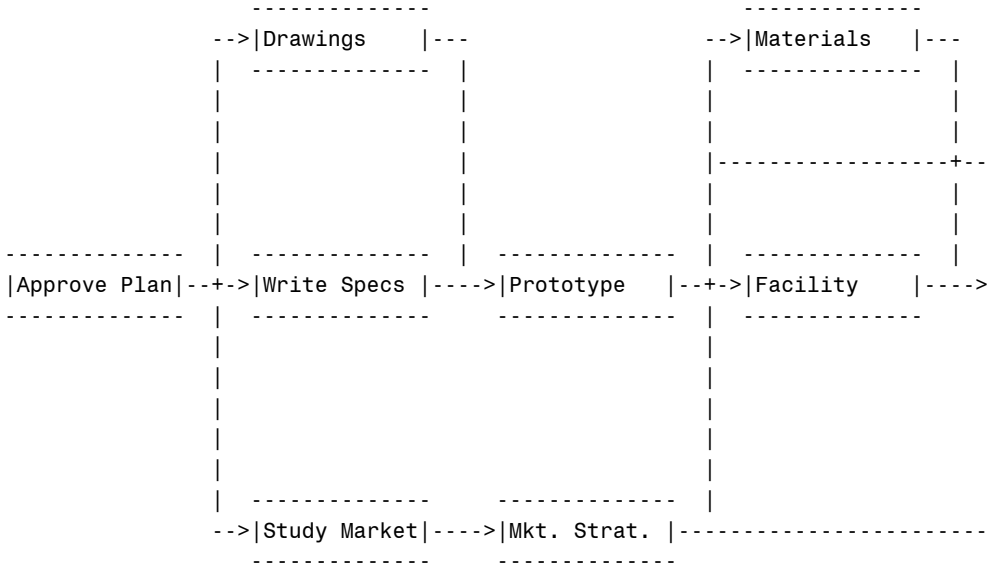 Drawings
Materials
Approve Plan
Write Specs
Prototype
Facility
Study Market
Mkt. Strat.